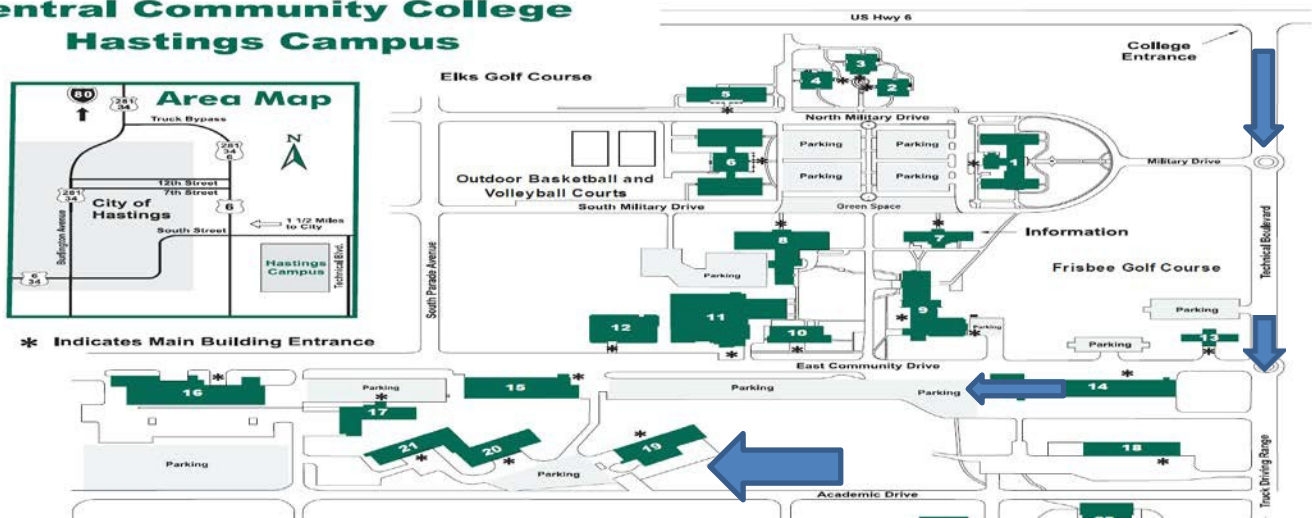 entral Community College
Hastings Campus
US Hwy 6
College
Entrance
Elks Golf Course
Area Map
80
281
34
Truck Bypass
N
281
34
6
12th Street
7th Street
281
34
City of
Hastings
6
1 1/2 Miles
to City
South Street
Burlington Avenue
Hastings
Campus
Technical Blvd.
6
34
* Indicates Main Building Entrance
3
4
2
5
North Military Drive
Parking
Parking
6
1
Military Drive
Outdoor Basketball and
Volleyball Courts
Parking
Parking
South Military Drive
Green Space
South Parade Avenue
8
7
Information
Technical Boulevard
Parking
Frisbee Golf Course
9
Parking
12
11
10
Parking
13
Parking
East Community Drive
16
Parking
15
Parking
Parking
14
17
21
20
19
18
Parking
Parking
Academic Drive
Truck Driving Range